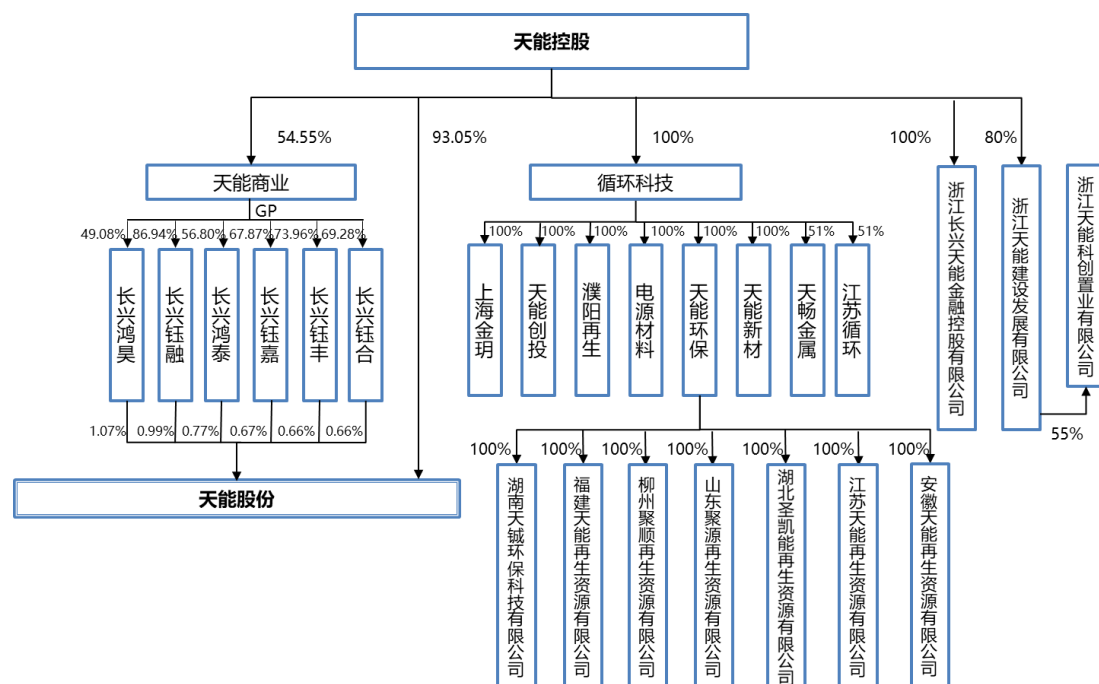 天能控股
54.55%
93.05%
100%
100%
80%
天能商业
循环科技
GP
49.08%
86.94%
56.80%
67.87%
73.96%
69.28%
100%
100%
100%
100%
100%
100%
51%
51%
长兴鸿昊
长兴钰融
长兴鸿泰
长兴钰嘉
长兴钰丰
长兴钰合
上海金玥
天能创投
濮阳再生
电源材料
天能环保
天能新材
天畅金属
江苏循环
浙江长兴天能金融控股有限公司
浙江天能建设发展有限公司
浙江天能科创置业有限公司
55%
1.07%
0.99%
0.77%
0.67%
0.66%
0.66%
天能股份
100%
100%
100%
100%
100%
100%
100%
湖南天钺环保科技有限公司
福建天能再生资源有限公司
柳州聚顺再生资源有限公司
山东聚源再生资源有限公司
湖北圣凯能再生资源有限公司
江苏天能再生资源有限公司
安徽天能再生资源有限公司